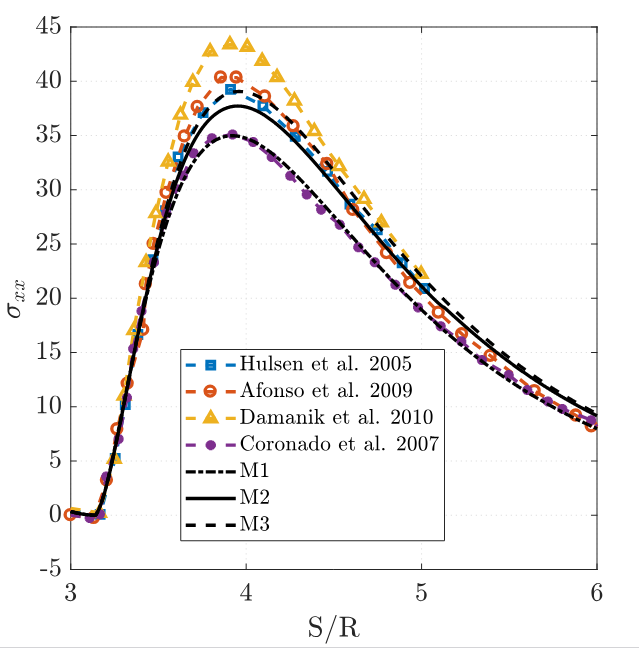 45
40
35
30
25
20
15
10
5
0
-5
σxx
Hulsen et al. 2005
Afonso et al. 2009
Damanik et al. 2010
Coronado et al. 2007
M1
M2
M3
3 4 5 6
S/R